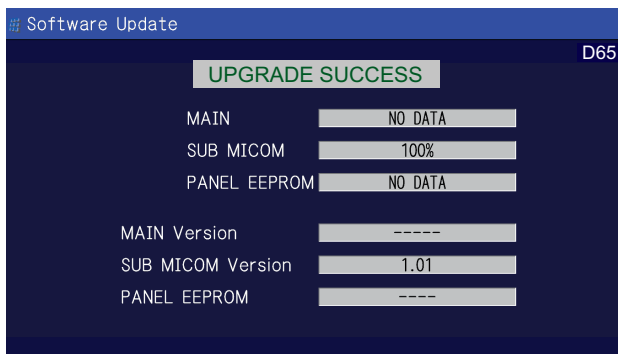 Software Update
D65
UPGRADE SUCCESS
MAIN NO DATA
SUB MICOM 100%
PANEL EEPROM NO DATA
MAIN Version -----
SUB MICOM Version 1.01
PANEL EEPROM ----